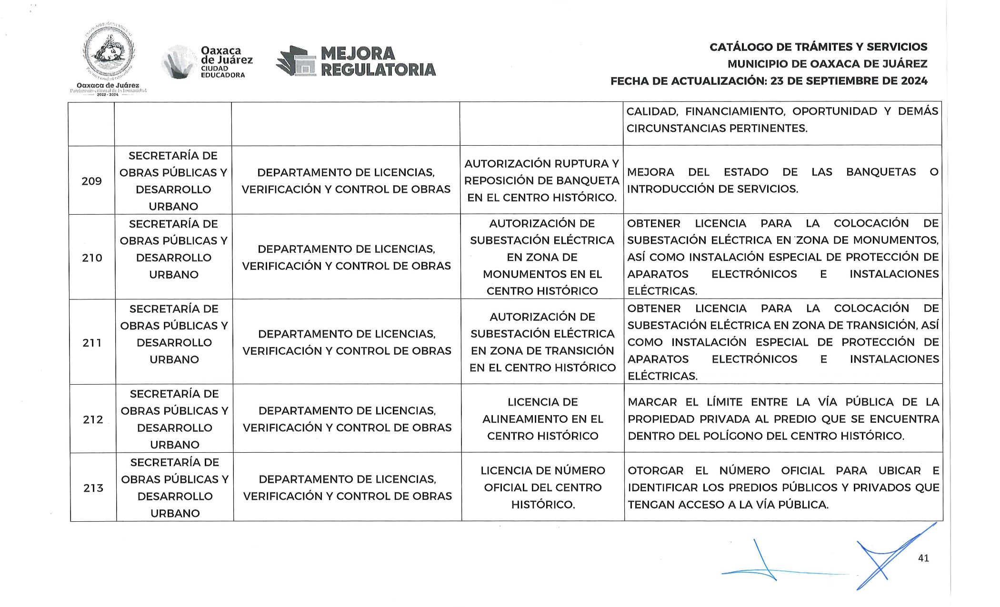 Oaxaca de Juárez
Patrimonio cultural de la humanidad
2022 - 2024
Oaxaca
de Juárez
CIUDAD
EDUCADORA
MEJORA
REGULATORIA
CATÁLOGO DE TRÁMITES Y SERVICIOS
MUNICIPIO DE OAXACA DE JUÁREZ
FECHA DE ACTUALIZACIÓN: 23 DE SEPTIEMBRE DE 2024
CALIDAD, FINANCIAMIENTO, OPORTUNIDAD Y DEMÁS
CIRCUNSTANCIAS PERTINENTES.
209
SECRETARÍA DE
OBRAS PÚBLICAS Y
DESARROLLO
URBANO
DEPARTAMENTO DE LICENCIAS,
VERIFICACIÓN Y CONTROL DE OBRAS
AUTORIZACIÓN RUPTURA Y
REPOSICIÓN DE BANQUETA
EN EL CENTRO HISTÓRICO.
MEJORA DEL ESTADO DE LAS BANQUETAS O
INTRODUCCIÓN DE SERVICIOS.
210
SECRETARÍA DE
OBRAS PÚBLICAS Y
DESARROLLO
URBANO
DEPARTAMENTO DE LICENCIAS,
VERIFICACIÓN Y CONTROL DE OBRAS
AUTORIZACIÓN DE
SUBESTACIÓN ELÉCTRICA
EN ZONA DE
MONUMENTOS EN EL
CENTRO HISTÓRICO
OBTENER LICENCIA PARA LA COLOCACIÓN DE
SUBESTACIÓN ELÉCTRICA EN ZONA DE MONUMENTOS,
ASÍ COMO INSTALACIÓN ESPECIAL DE PROTECCIÓN DE
APARATOS ELECTRÓNICOS E INSTALACIONES
ELÉCTRICAS.
211
SECRETARÍA DE
OBRAS PÚBLICAS Y
DESARROLLO
URBANO
DEPARTAMENTO DE LICENCIAS,
VERIFICACIÓN Y CONTROL DE OBRAS
AUTORIZACIÓN DE
SUBESTACIÓN ELÉCTRICA
EN ZONA DE TRANSICIÓN
EN EL CENTRO HISTÓRICO
OBTENER LICENCIA PARA LA COLOCACIÓN DE
SUBESTACIÓN ELÉCTRICA EN ZONA DE TRANSICIÓN, ASÍ
COMO INSTALACIÓN ESPECIAL DE PROTECCIÓN DE
APARATOS ELECTRÓNICOS E INSTALACIONES
ELÉCTRICAS.
212
SECRETARÍA DE
OBRAS PÚBLICAS Y
DESARROLLO
URBANO
DEPARTAMENTO DE LICENCIAS,
VERIFICACIÓN Y CONTROL DE OBRAS
LICENCIA DE
ALINEAMIENTO EN EL
CENTRO HISTÓRICO
MARCAR EL LÍMITE ENTRE LA VÍA PÚBLICA DE LA
PROPIEDAD PRIVADA AL PREDIO QUE SE ENCUENTRA
DENTRO DEL POLÍGONO DEL CENTRO HISTÓRICO.
213
SECRETARÍA DE
OBRAS PÚBLICAS Y
DESARROLLO
URBANO
DEPARTAMENTO DE LICENCIAS,
VERIFICACIÓN Y CONTROL DE OBRAS
LICENCIA DE NÚMERO
OFICIAL DEL CENTRO
HISTÓRICO.
OTORGAR EL NÚMERO OFICIAL PARA UBICAR E
IDENTIFICAR LOS PREDIOS PÚBLICOS Y PRIVADOS QUE
TENGAN ACCESO A LA VÍA PÚBLICA.
41